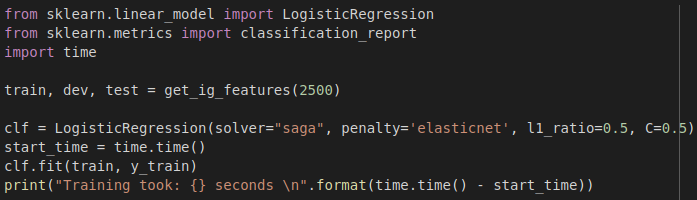 from sklearn.linear_model import LogisticRegression
from sklearn.metrics import classification_report
import time
train, dev, test = get_ig_features(2500)
clf = LogisticRegression(solver="saga", penalty='elasticnet', l1_ratio=0.5, C=0.5)
start_time = time.time()
clf.fit(train, y_train)
print("Training took: {} seconds \n".format(time.time() - start_time))